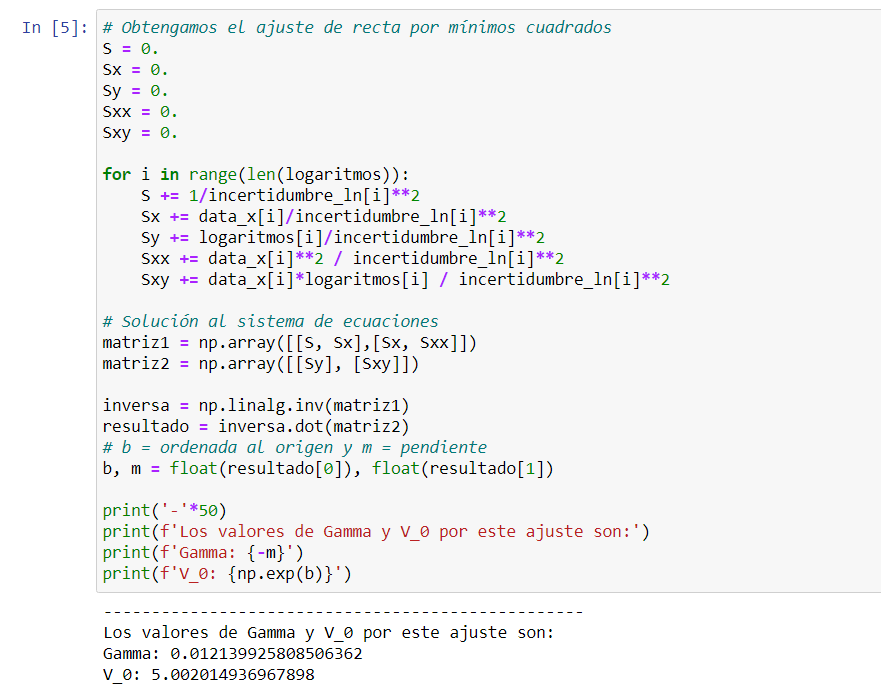 In [5]: # Obtengamos el ajuste de recta por mínimos cuadrados
S = 0.
Sx = 0.
Sy = 0.
Sxx = 0.
Sxy = 0.
for i in range(len(logaritmos)):
    S += 1/incertidumbre_ln[i]**2
    Sx += data_x[i]/incertidumbre_ln[i]**2
    Sy += logaritmos[i]/incertidumbre_ln[i]**2
    Sxx += data_x[i]**2 / incertidumbre_ln[i]**2
    Sxy += data_x[i]*logaritmos[i] / incertidumbre_ln[i]**2
# Solución al sistema de ecuaciones
matriz1 = np.array([[S, Sx],[Sx, Sxx]])
matriz2 = np.array([[Sy], [Sxy]])
inversa = np.linalg.inv(matriz1)
resultado = inversa.dot(matriz2)
# b = ordenada al origen y m = pendiente
b, m = float(resultado[0]), float(resultado[1])
print('-'*50)
print(f'Los valores de Gamma y V_0 por este ajuste son:')
print(f'Gamma: {-m}')
print(f'V_0: {np.exp(b)}')
--------------------------------------------------
Los valores de Gamma y V_0 por este ajuste son:
Gamma: 0.012139925808506362
V_0: 5.002014936967898